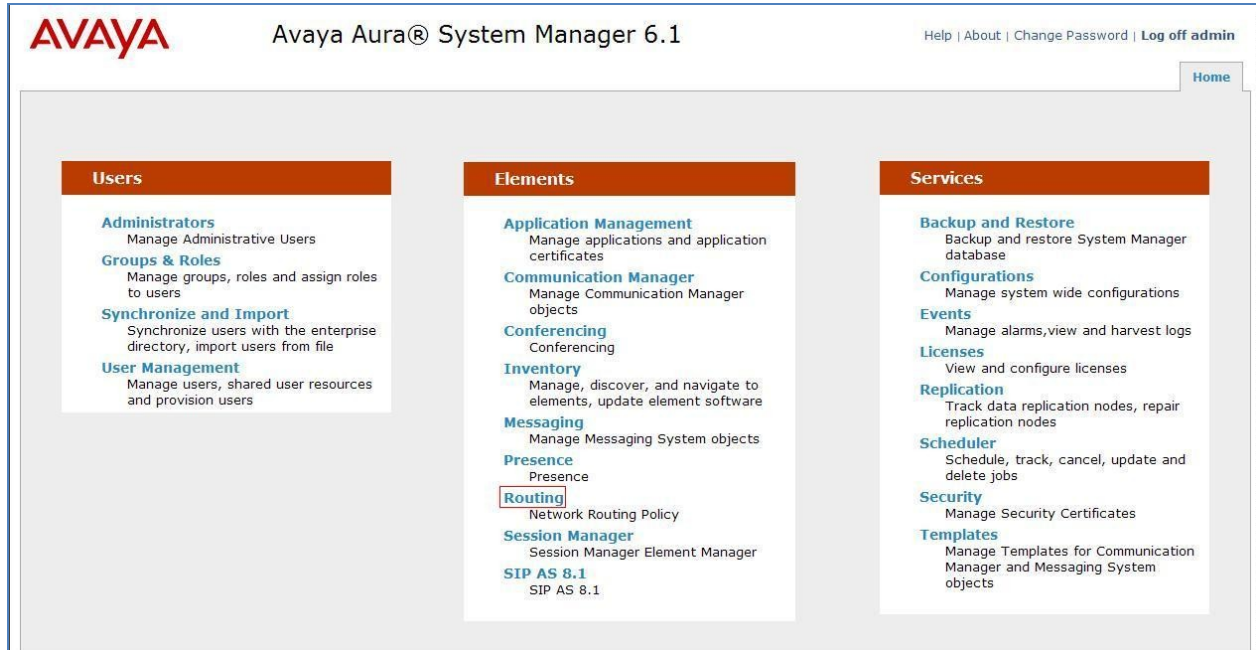 AVAYA
Avaya Aura® System Manager 6.1
Help | About | Change Password | Log off admin
Home
Users
Administrators
Manage Administrative Users
Groups & Roles
Manage groups, roles and assign roles
to users
Synchronize and Import
Synchronize users with the enterprise
directory, import users from file
User Management
Manage users, shared user resources
and provision users
Elements
Application Management
Manage applications and application
certificates
Communication Manager
Manage Communication Manager
objects
Conferencing
Conferencing
Inventory
Manage, discover, and navigate to
elements, update element software
Messaging
Manage Messaging System objects
Presence
Presence
Routing
Network Routing Policy
Session Manager
Session Manager Element Manager
SIP AS 8.1
SIP AS 8.1
Services
Backup and Restore
Backup and restore System Manager
database
Configurations
Manage system wide configurations
Events
Manage alarms,view and harvest logs
Licenses
View and configure licenses
Replication
Track data replication nodes, repair
replication nodes
Scheduler
Schedule, track, cancel, update and
delete jobs
Security
Manage Security Certificates
Templates
Manage Templates for Communication
Manager and Messaging System
objects